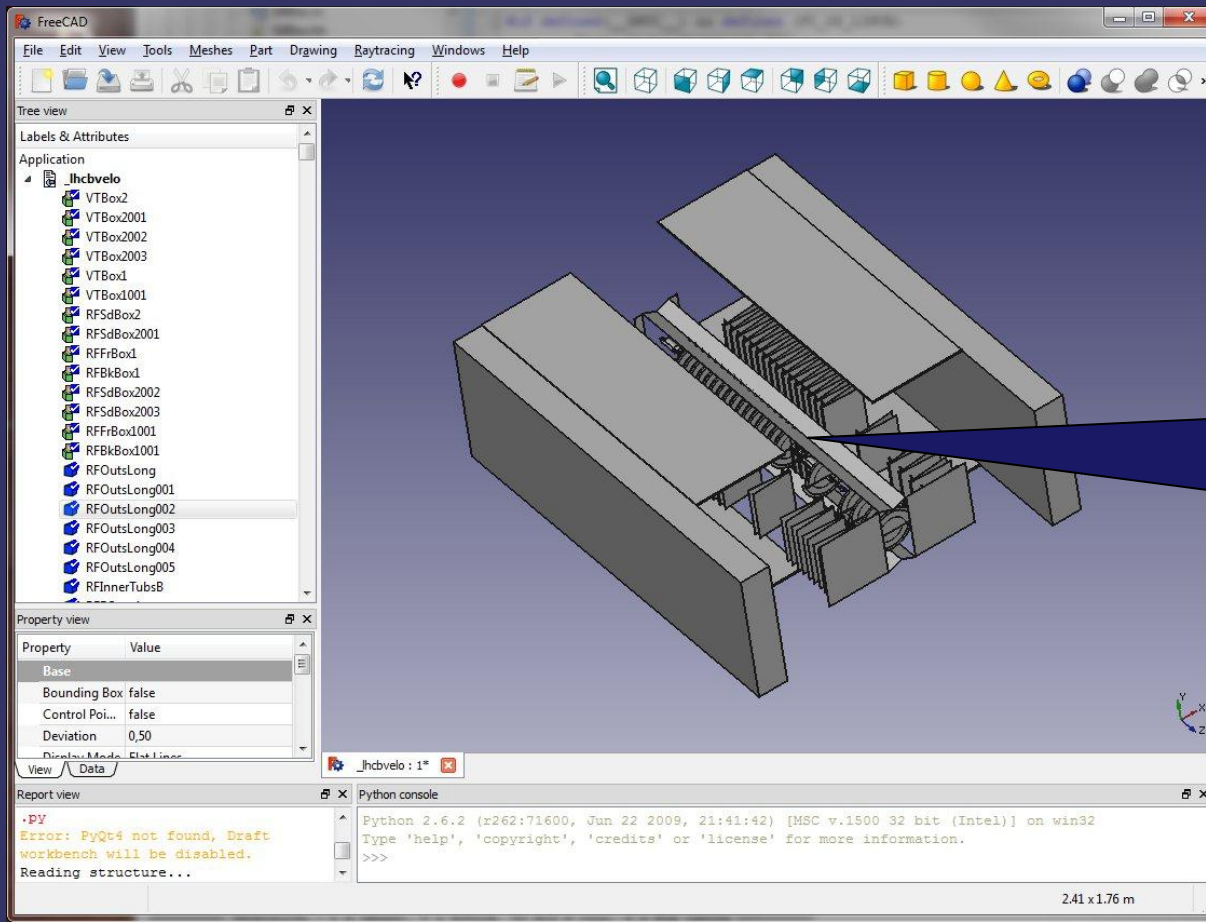 FreeCAD
File Edit View Tools Meshes Part Drawing Raytracing Windows Help
Tree view
Labels & Attributes
Application
_lhcbvelo
VTBox2
VTBox2001
VTBox2002
VTBox2003
VTBox1
VTBox1001
RFSdBox2
RFSdBox2001
RFFrBox1
RFBkBox1
RFSdBox2002
RFSdBox2003
RFFrBox1001
RFBkBox1001
RFOutsLong
RFOutsLong001
RFOutsLong002
RFOutsLong003
RFOutsLong004
RFOutsLong005
RFInnerTubsB
Property view
Property Value
Base
Bounding Box false
Control Poi... false
Deviation 0,50
Display Mode Flat Lines
View Data
_lhcbvelo : 1*
Y
X
Z
Report view
.py
Error: PyQt4 not found, Draft
workbench will be disabled.
Reading structure...
Python console
Python 2.6.2 (r262:71600, Jun 22 2009, 21:41:42) [MSC v.1500 32 bit (Intel)] on win32
Type 'help', 'copyright', 'credits' or 'license' for more information.
>>>
2.41 x 1.76 m